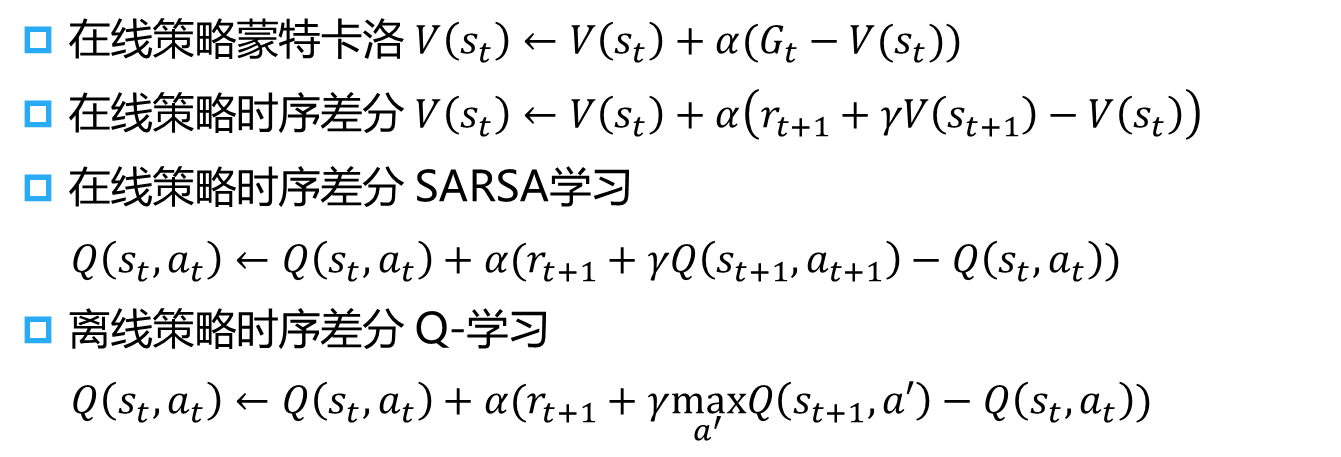 在线策略蒙特卡洛 V(s_t) ← V(s_t) + α(G_t − V(s_t))
在线策略时序差分 V(s_t) ← V(s_t) + α(r_{t+1} + γV(s_{t+1}) − V(s_t))
在线策略时序差分 SARSA学习
Q(s_t, a_t) ← Q(s_t, a_t) + α(r_{t+1} + γQ(s_{t+1}, a_{t+1}) − Q(s_t, a_t))
离线策略时序差分 Q-学习
Q(s_t, a_t) ← Q(s_t, a_t) + α(r_{t+1} + γ max_{a′} Q(s_{t+1}, a′) − Q(s_t, a_t))